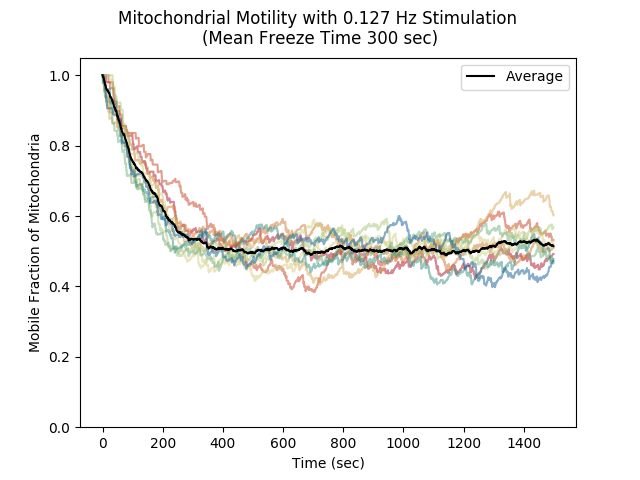 Mitochondrial Motility with 0.127 Hz Stimulation
(Mean Freeze Time 300 sec)
Average
Mobile Fraction of Mitochondria
1.0
0.8
0.6
0.4
0.2
0.0
0 200 400 600 800 1000 1200 1400
Time (sec)